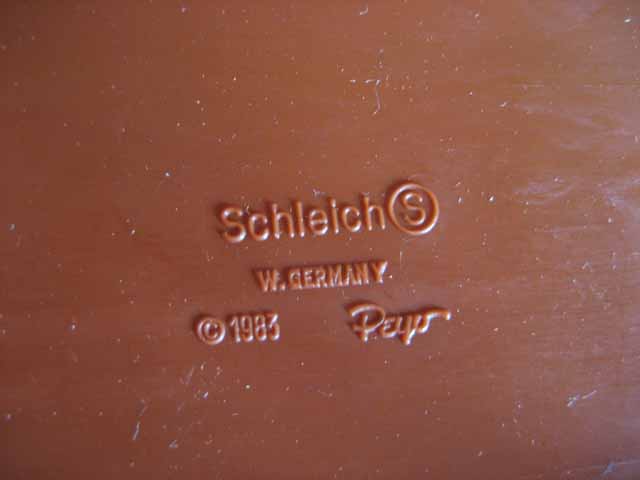 Schleich Ⓢ
W. GERMANY
© 1983 Peyo